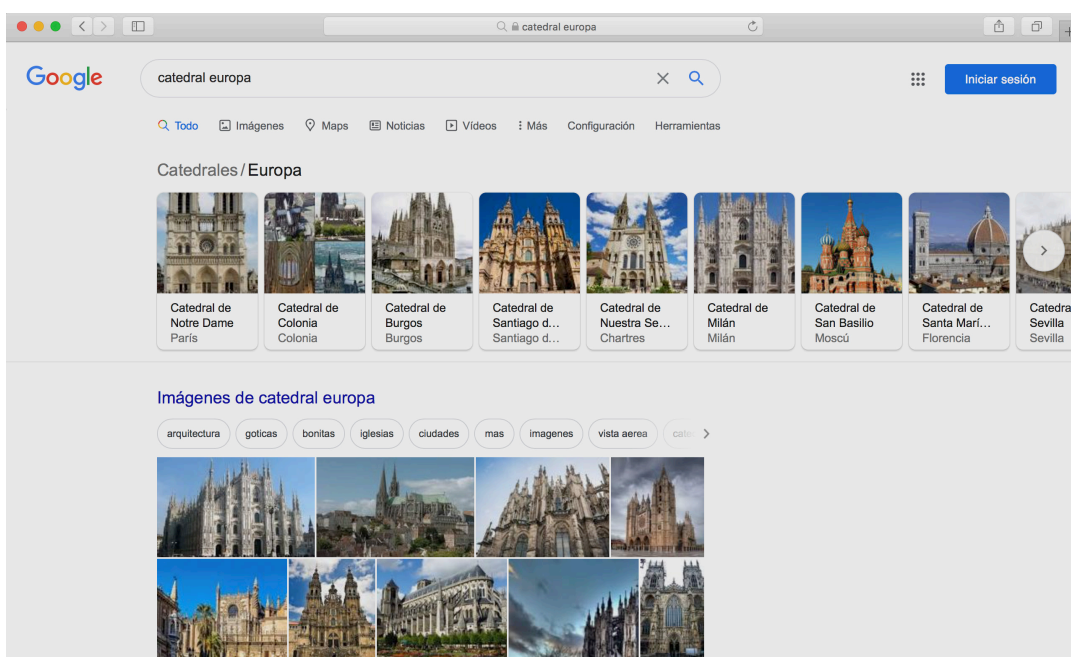 catedral europa
Google
catedral europa
Iniciar sesión
Todo Imágenes Maps Noticias Vídeos Más Configuración Herramientas
Catedrales/Europa
Catedral de
Notre Dame
París
Catedral de
Colonia
Colonia
Catedral de
Burgos
Burgos
Catedral de
Santiago d...
Santiago d...
Catedral de
Nuestra Se...
Chartres
Catedral de
Milán
Milán
Catedral de
San Basilio
Moscú
Catedral de
Santa Marí...
Florencia
Catedra
Sevilla
Sevilla
Imágenes de catedral europa
arquitectura goticas bonitas iglesias ciudades mas imagenes vista aerea